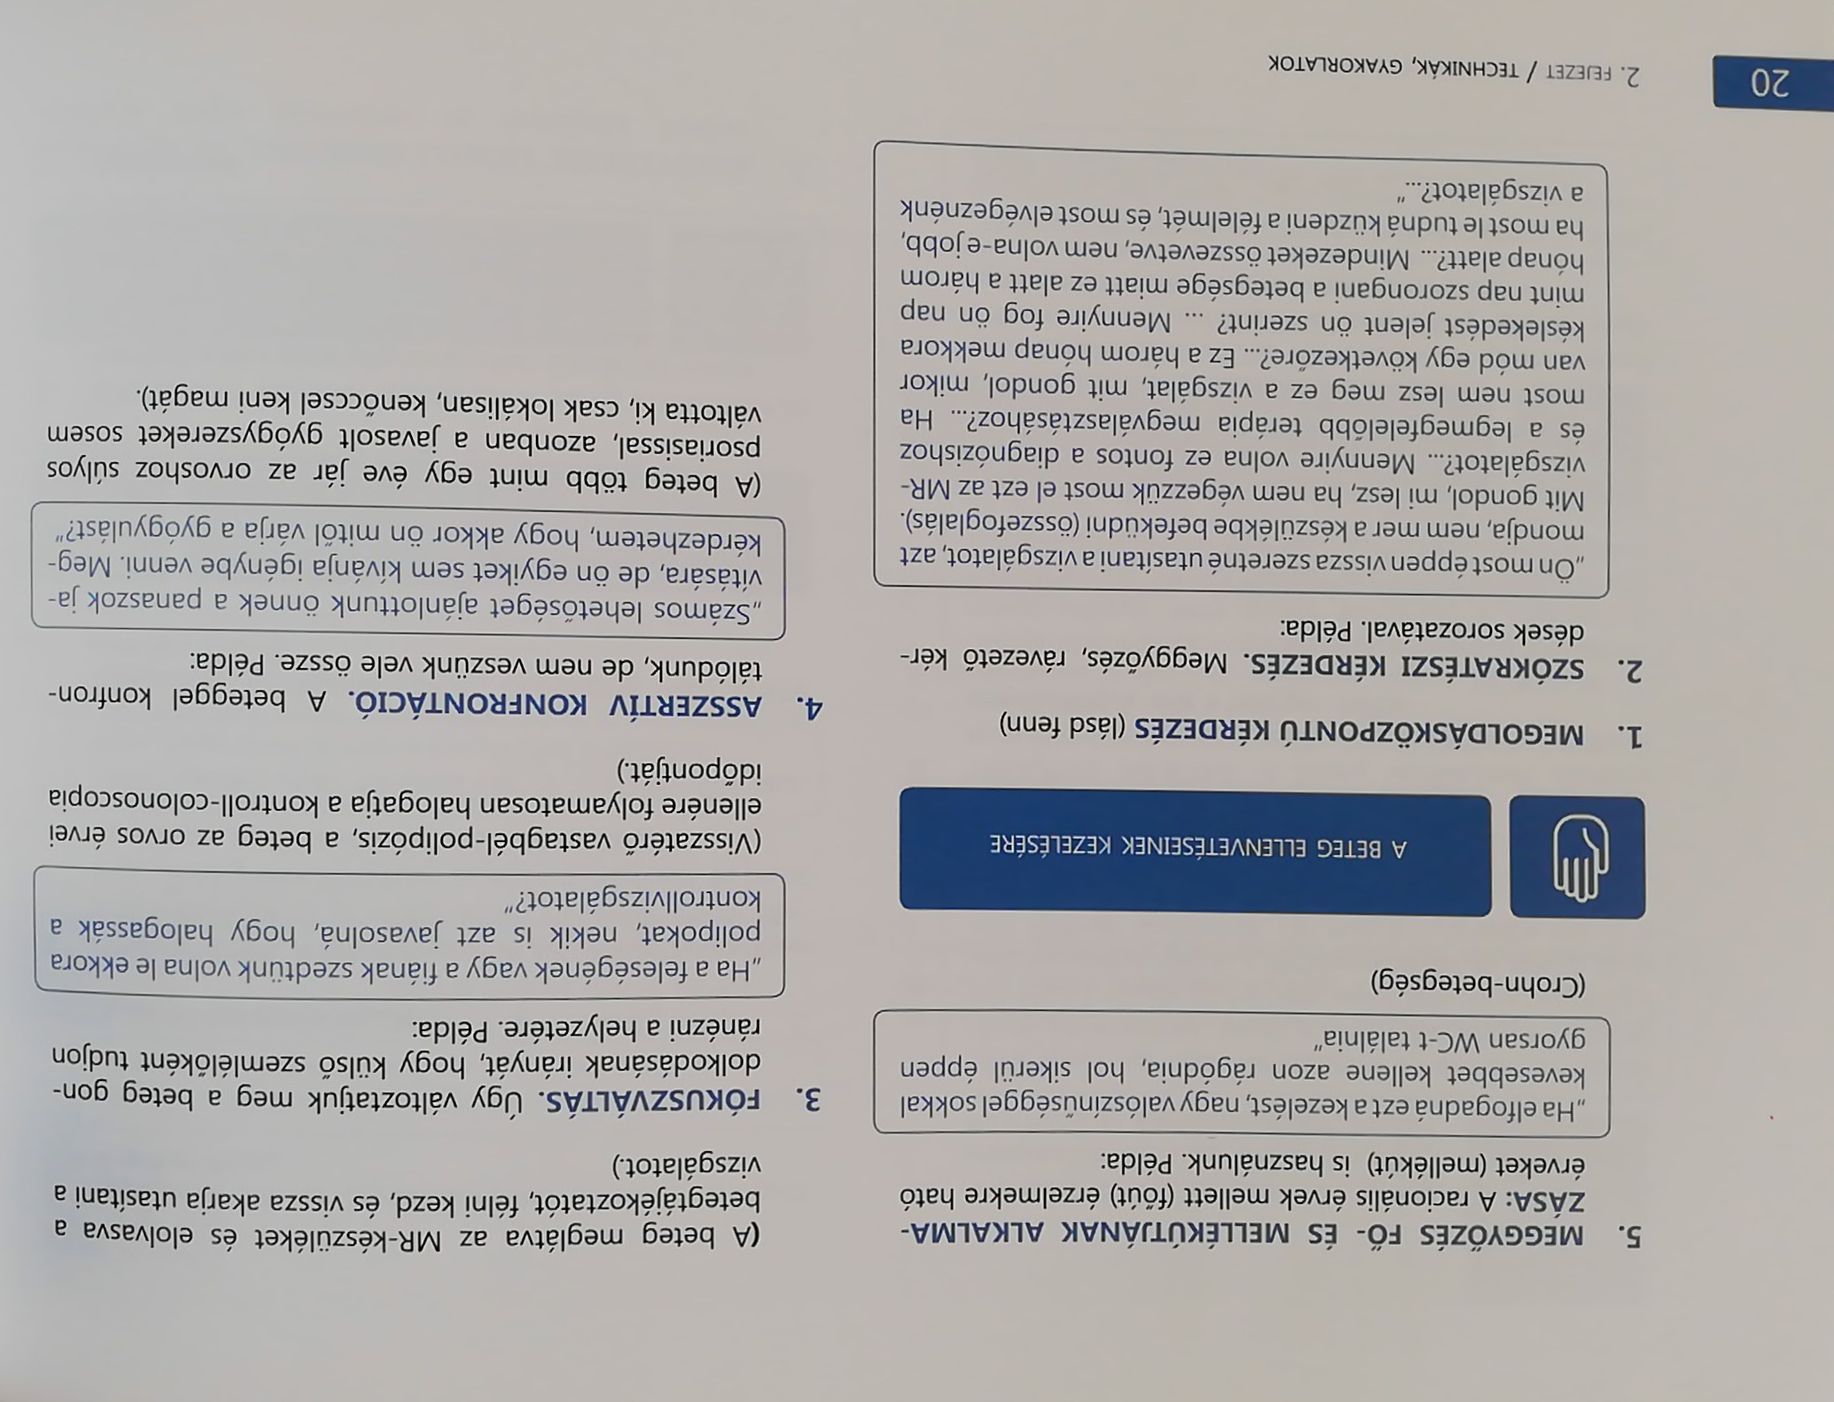 5. MEGGYŐZÉS FŐ- ÉS MELLÉKÚTJÁNAK ALKALMA-
ZÁSA: A racionális érvek mellett (főút) érzelmekre ható
érveket (mellékút) is használunk. Példa:
„Ha elfogadná ezt a kezelést, nagy valószínűséggel sokkal
kevesebbet kellene azon rágódnia, hol sikerül éppen
gyorsan WC-t találnia"
(Crohn-betegség)
A BETEG ELLENVETÉSEINEK KEZELÉSÉRE
1. MEGOLDÁSKÖZPONTÚ KÉRDEZÉS (lásd fenn)
2. SZÓKRATÉSZI KÉRDEZÉS. Meggyőzés, rávezető kér-
dések sorozatával. Példa:
„Ön most éppen vissza szeretné utasítani a vizsgálatot, azt
mondja, nem mer a készülékbe befeküdni (összefoglalás).
Mit gondol, mi lesz, ha nem végezzük most el ezt az MR-
vizsgálatot?... Mennyire volna ez fontos a diagnózishoz
és a legmegfelelőbb terápia megválasztásához?... Ha
most nem lesz meg ez a vizsgálat, mit gondol, mikor
van mód egy következőre?... Ez a három hónap mekkora
késlekedést jelent ön szerint? ... Mennyire fog ön nap
mint nap szorongani a betegsége miatt ez alatt a három
hónap alatt?... Mindezeket összevetve, nem volna-e jobb,
ha most le tudná küzdeni a félelmét, és most elvégeznénk
a vizsgálatot?..."
(A beteg meglátva az MR-készüléket és elolvasva a
betegtájékoztatót, félni kezd, és vissza akarja utasítani a
vizsgálatot.)
3. FÓKUSZVÁLTÁS. Úgy változtatjuk meg a beteg gon-
dolkodásának irányát, hogy külső szemlélőként tudjon
ránézni a helyzetére. Példa:
„Ha a feleségének vagy a fiának szedtünk volna le ekkora
polipokat, nekik is azt javasolná, hogy halogassák a
kontrollvizsgálatot?"
(Visszatérő vastagbél-polipózis, a beteg az orvos érvei
ellenére folyamatosan halogatja a kontroll-colonoscopia
időpontját.)
4. ASSZERTÍV KONFRONTÁCIÓ. A beteggel konfron-
tálódunk, de nem veszünk vele össze. Példa:
„Számos lehetőséget ajánlottunk önnek a panaszok ja-
vítására, de ön egyiket sem kívánja igénybe venni. Meg-
kérdezhetem, hogy akkor ön mitől várja a gyógyulást?"
(A beteg több mint egy éve jár az orvoshoz súlyos
psoriasissal, azonban a javasolt gyógyszereket sosem
váltotta ki, csak lokálisan, kenőccsel keni magát).
20
2. FEJEZET / TECHNIKÁK, GYAKORLATOK